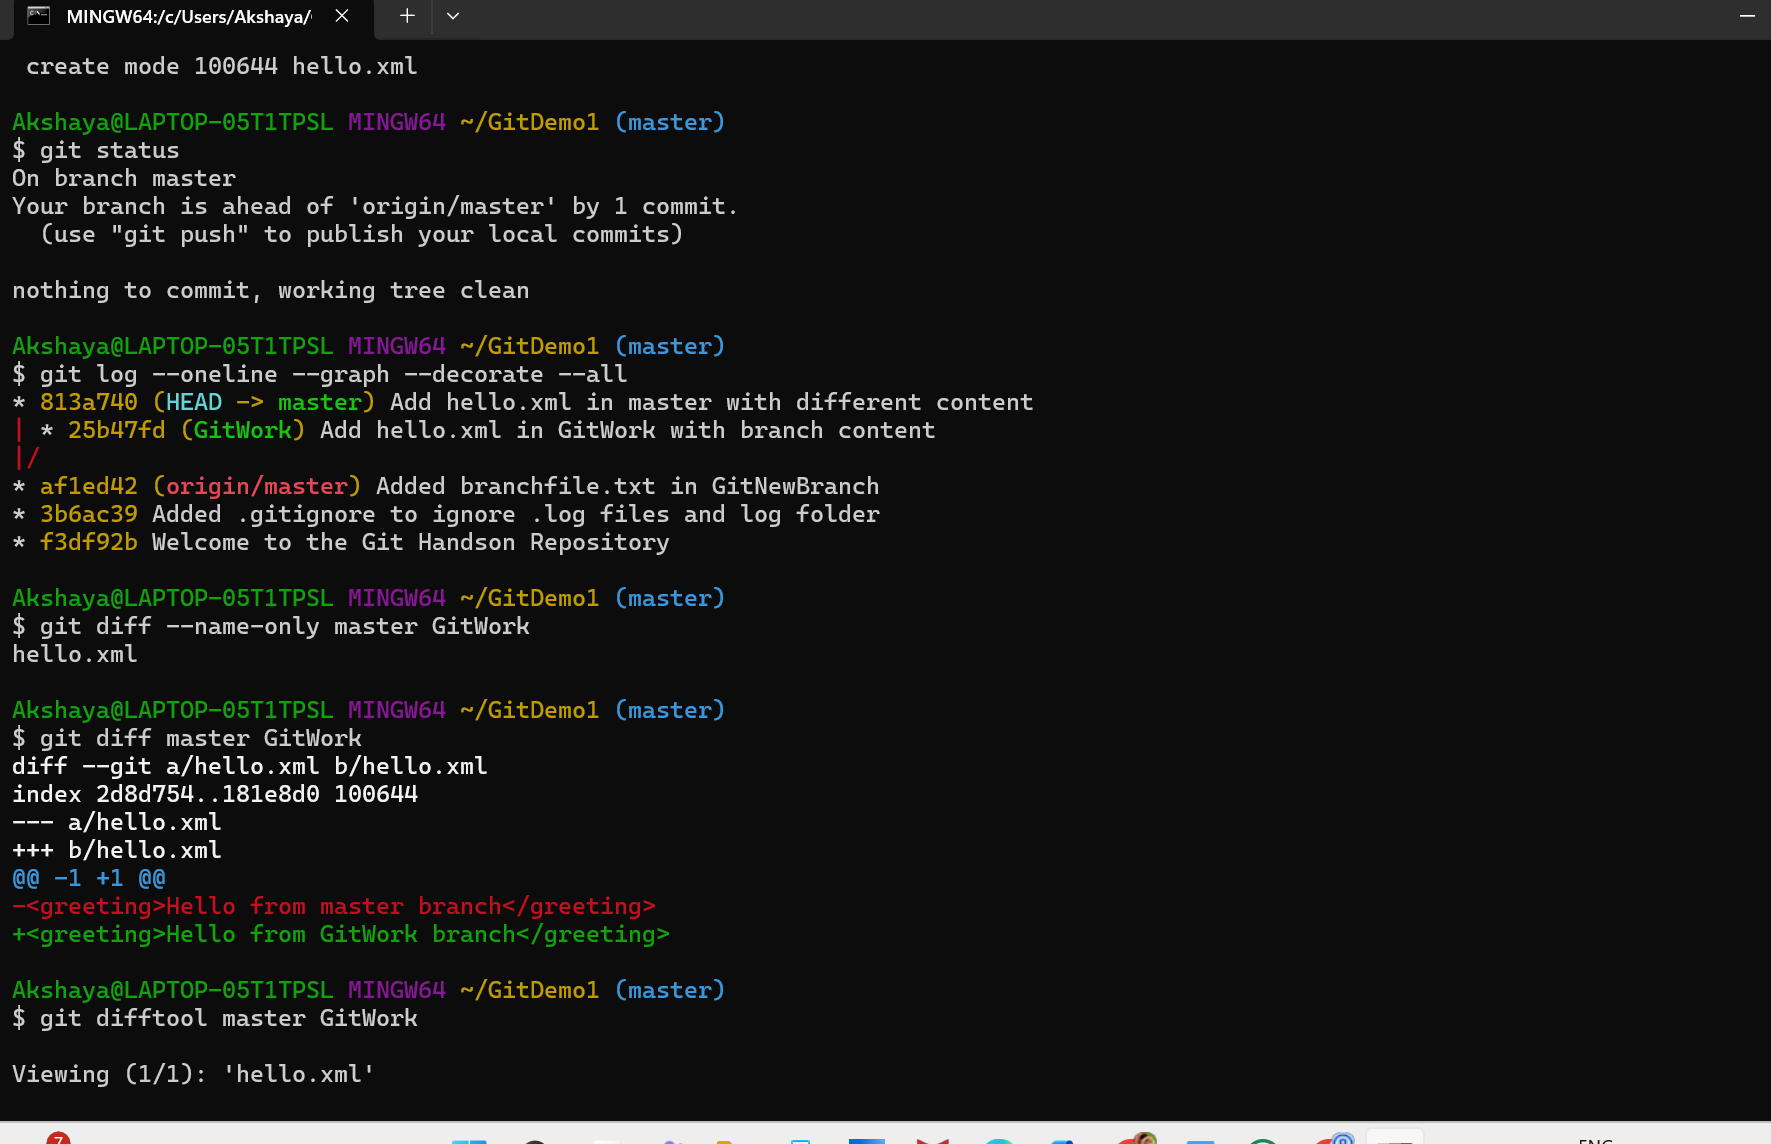 MINGW64:/c/Users/Akshaya/
create mode 100644 hello.xml
Akshaya@LAPTOP-05T1TPSL MINGW64 ~/GitDemo1 (master)
$ git status
On branch master
Your branch is ahead of 'origin/master' by 1 commit.
  (use "git push" to publish your local commits)
nothing to commit, working tree clean
Akshaya@LAPTOP-05T1TPSL MINGW64 ~/GitDemo1 (master)
$ git log --oneline --graph --decorate --all
* 813a740 (HEAD -> master) Add hello.xml in master with different content
| * 25b47fd (GitWork) Add hello.xml in GitWork with branch content
|/
* af1ed42 (origin/master) Added branchfile.txt in GitNewBranch
* 3b6ac39 Added .gitignore to ignore .log files and log folder
* f3df92b Welcome to the Git Handson Repository
Akshaya@LAPTOP-05T1TPSL MINGW64 ~/GitDemo1 (master)
$ git diff --name-only master GitWork
hello.xml
Akshaya@LAPTOP-05T1TPSL MINGW64 ~/GitDemo1 (master)
$ git diff master GitWork
diff --git a/hello.xml b/hello.xml
index 2d8d754..181e8d0 100644
--- a/hello.xml
+++ b/hello.xml
@@ -1 +1 @@
-<greeting>Hello from master branch</greeting>
+<greeting>Hello from GitWork branch</greeting>
Akshaya@LAPTOP-05T1TPSL MINGW64 ~/GitDemo1 (master)
$ git difftool master GitWork
Viewing (1/1): 'hello.xml'
7
ENG